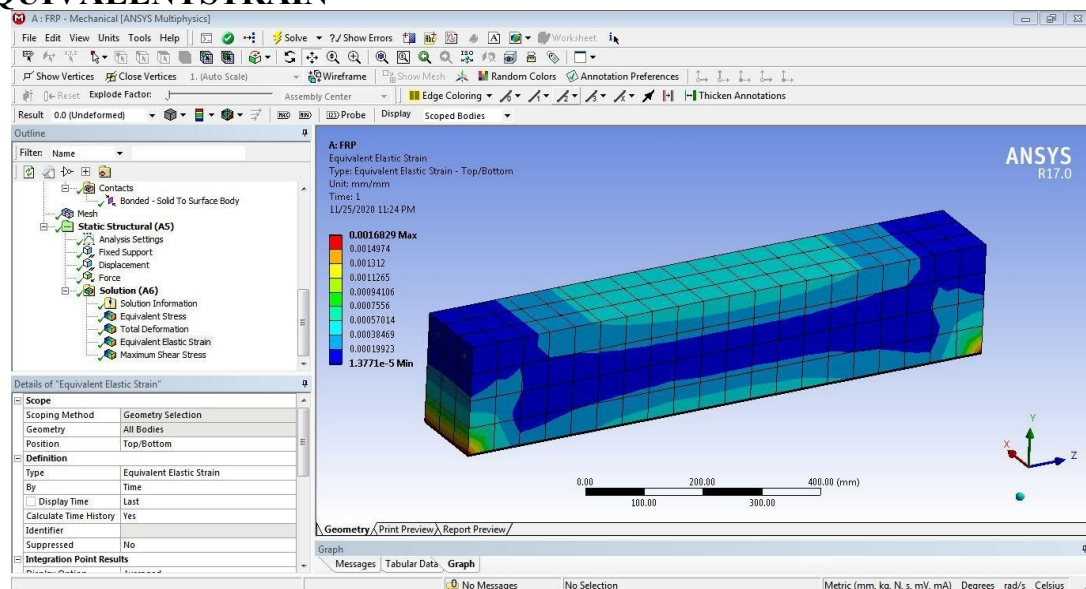 QUIVALENTSTRAIN
A : FRP - Mechanical [ANSYS Multiphysics]
File Edit View Units Tools Help Solve ?/ Show Errors Worksheet
Show Vertices Close Vertices 1. (Auto Scale) Wireframe Show Mesh Random Colors Annotation Preferences
Reset Explode Factor: Assembly Center Edge Coloring Thicken Annotations
Result 0.0 (Undeformed) Probe Display Scoped Bodies
Outline
Filter: Name
Contacts
Bonded - Solid To Surface Body
Mesh
Static Structural (A5)
Analysis Settings
Fixed Support
Displacement
Force
Solution (A6)
Solution Information
Equivalent Stress
Total Deformation
Equivalent Elastic Strain
Maximum Shear Stress
Details of "Equivalent Elastic Strain"
Scope
Scoping Method Geometry Selection
Geometry All Bodies
Position Top/Bottom
Definition
Type Equivalent Elastic Strain
By Time
Display Time Last
Calculate Time History Yes
Identifier
Suppressed No
Integration Point Results
Display Option Averaged
A: FRP
Equivalent Elastic Strain
Type: Equivalent Elastic Strain - Top/Bottom
Unit: mm/mm
Time: 1
11/25/2020 11:24 PM
0.0016829 Max
0.0014974
0.001312
0.0011265
0.00094106
0.0007556
0.00057014
0.00038469
0.00019923
1.3771e-5 Min
ANSYS
R17.0
Y
X
Z
0.00 200.00 400.00 (mm)
100.00 300.00
Geometry Print Preview Report Preview
Graph
Messages Tabular Data Graph
No Messages No Selection Metric (mm, kg, N, s, mV, mA) Degrees rad/s Celsius